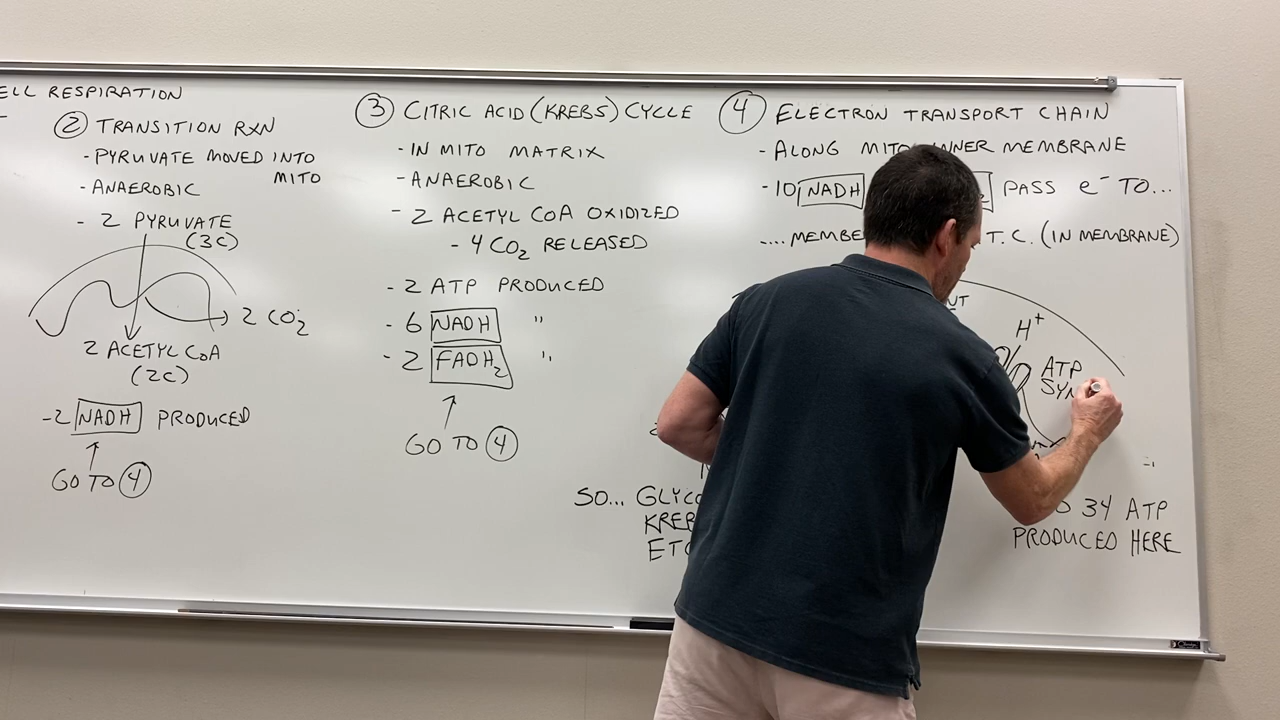 ELL RESPIRATION
② TRANSITION RXN
- PYRUVATE MOVED INTO
MITO
- ANAEROBIC
- 2 PYRUVATE
(3C)
2 CO2
2 ACETYL COA
(2C)
-2 NADH PRODUCED
GO TO ④
③ CITRIC ACID (KREBS) CYCLE
- IN MITO MATRIX
- ANAEROBIC
- 2 ACETYL COA OXIDIZED
- 4 CO2 RELEASED
- 2 ATP PRODUCED
- 6 NADH "
- 2 FADH2 "
GO TO ④
④ ELECTRON TRANSPORT CHAIN
- ALONG MITO INNER MEMBRANE
- 10 NADH PASS e- TO...
.... MEMBE T.C. (IN MEMBRANE)
H+
ATP
SYN
SO... GLYC
KREB
ETC
34 ATP
PRODUCED HERE